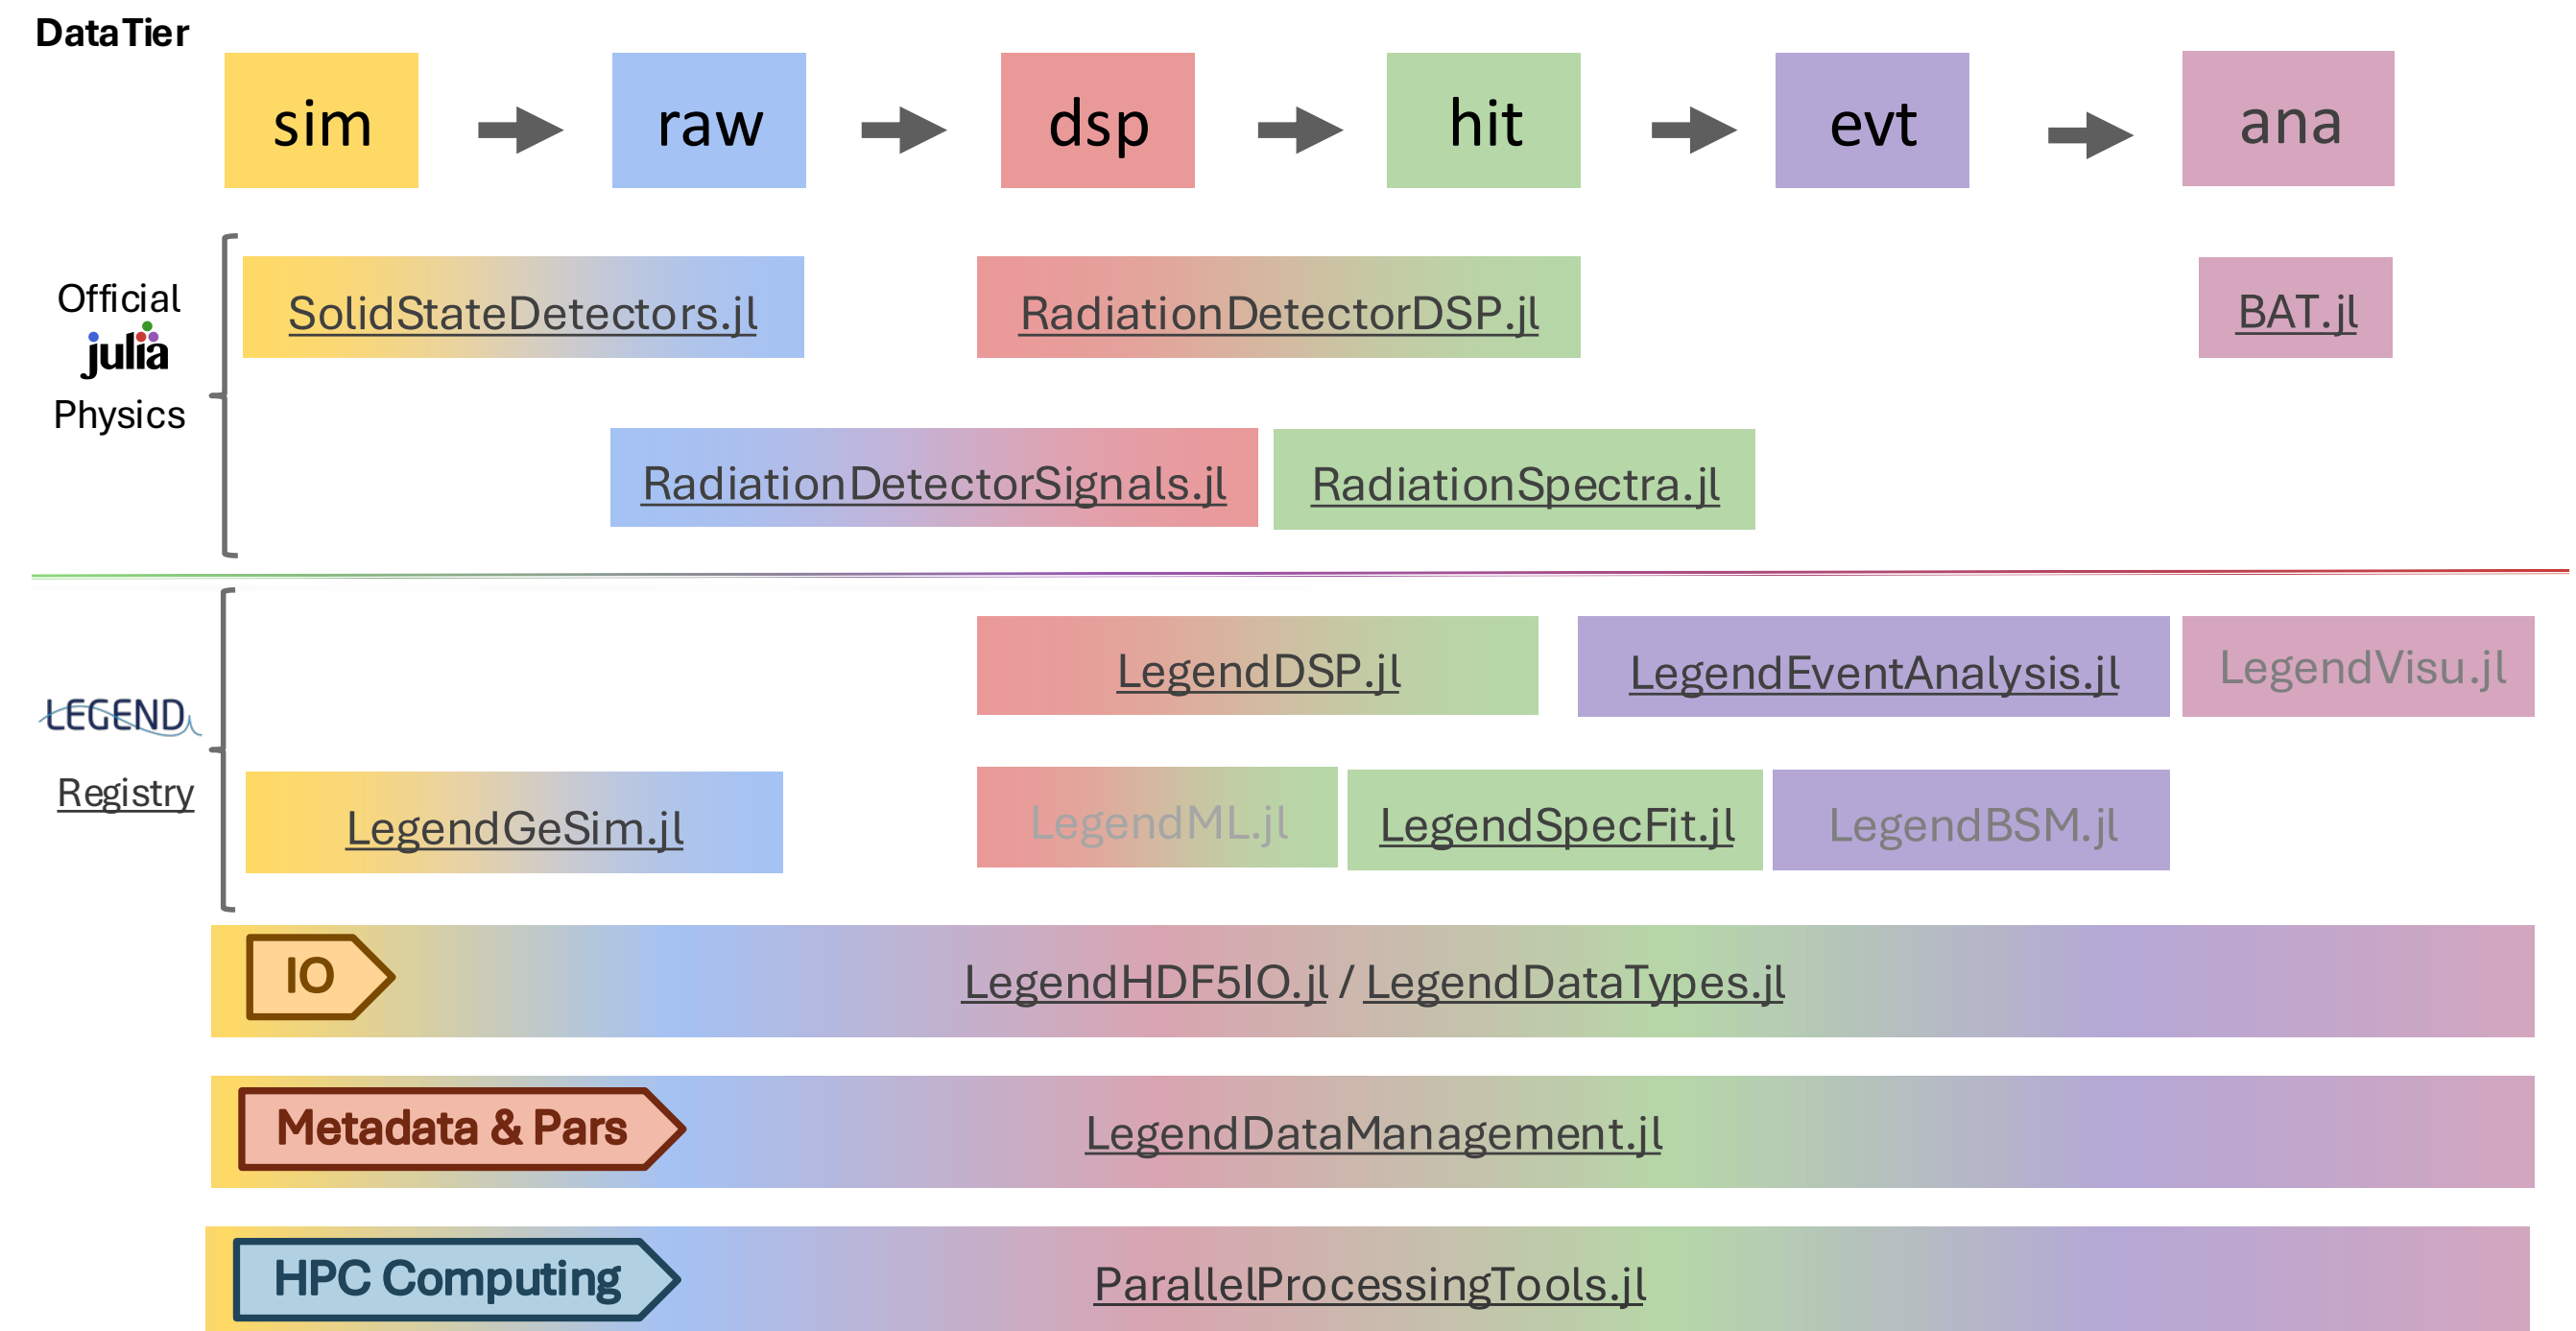 DataTier
sim raw dsp hit evt ana
Official
julia
Physics
SolidStateDetectors.jl RadiationDetectorDSP.jl BAT.jl
RadiationDetectorSignals.jl RadiationSpectra.jl
LEGEND
Registry
LegendDSP.jl LegendEventAnalysis.jl LegendVisu.jl
LegendGeSim.jl LegendML.jl LegendSpecFit.jl LegendBSM.jl
IO LegendHDF5IO.jl / LegendDataTypes.jl
Metadata & Pars LegendDataManagement.jl
HPC Computing ParallelProcessingTools.jl